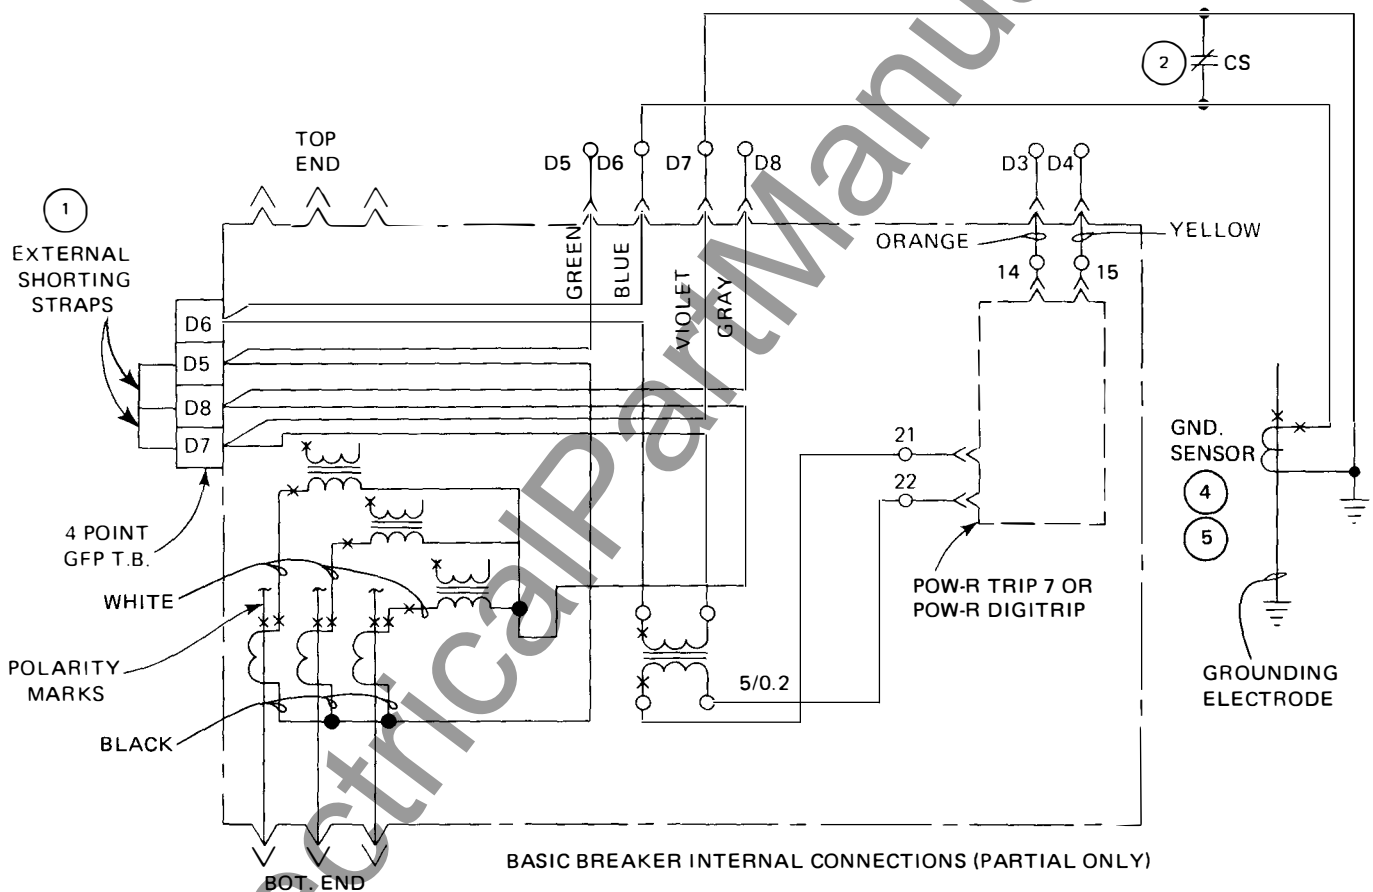 2
CS
TOP
END
D5
D6
D7
D8
D3
D4
1
EXTERNAL
SHORTING
STRAPS
ORANGE
YELLOW
GREEN
BLUE
VIOLET
GRAY
14
15
D6
D5
D8
D7
21
22
GND.
SENSOR
4
5
4 POINT
GFP T.B.
WHITE
POLARITY
MARKS
BLACK
5/0.2
POW-R TRIP 7 OR
POW-R DIGITRIP
GROUNDING
ELECTRODE
BASIC BREAKER INTERNAL CONNECTIONS (PARTIAL ONLY)
BOT. END
ectricalPartManu